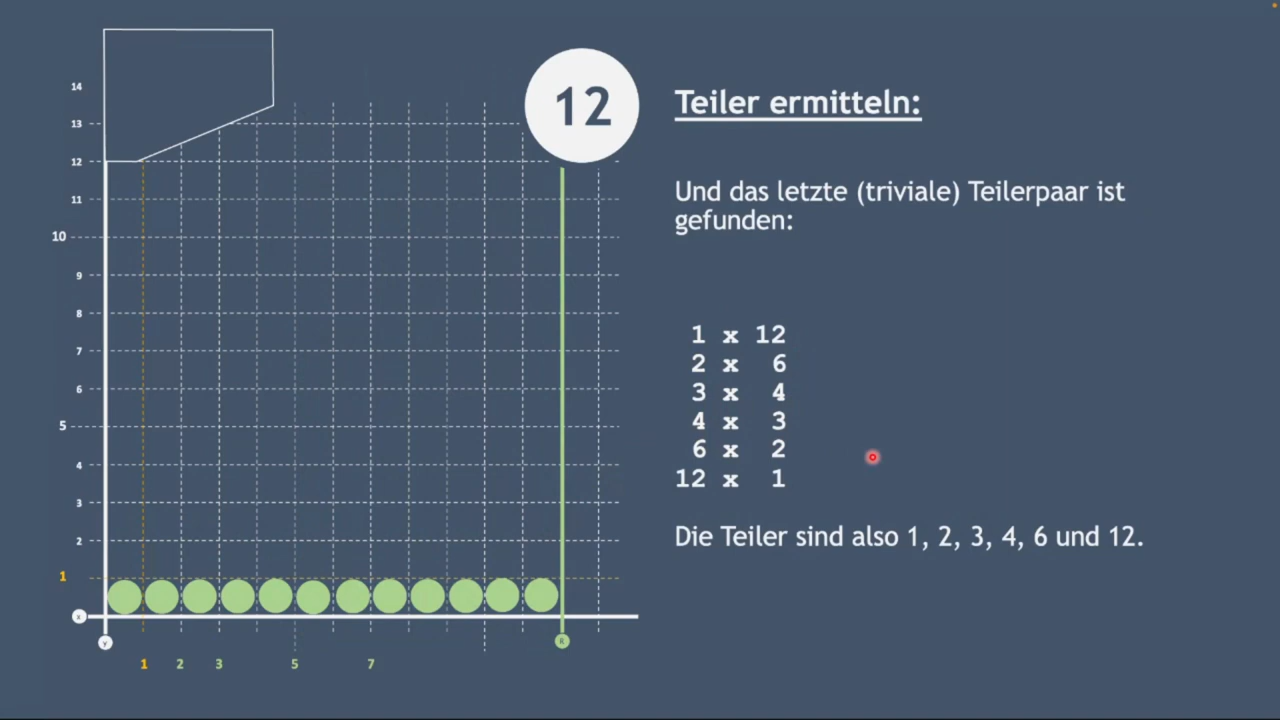 12
Teiler ermitteln:
Und das letzte (triviale) Teilerpaar ist
gefunden:
1 x 12
2 x 6
3 x 4
4 x 3
6 x 2
12 x 1
Die Teiler sind also 1, 2, 3, 4, 6 und 12.
14
13
12
11
10
9
8
7
6
5
4
3
2
1
X
Y
R
1 2 3 5 7